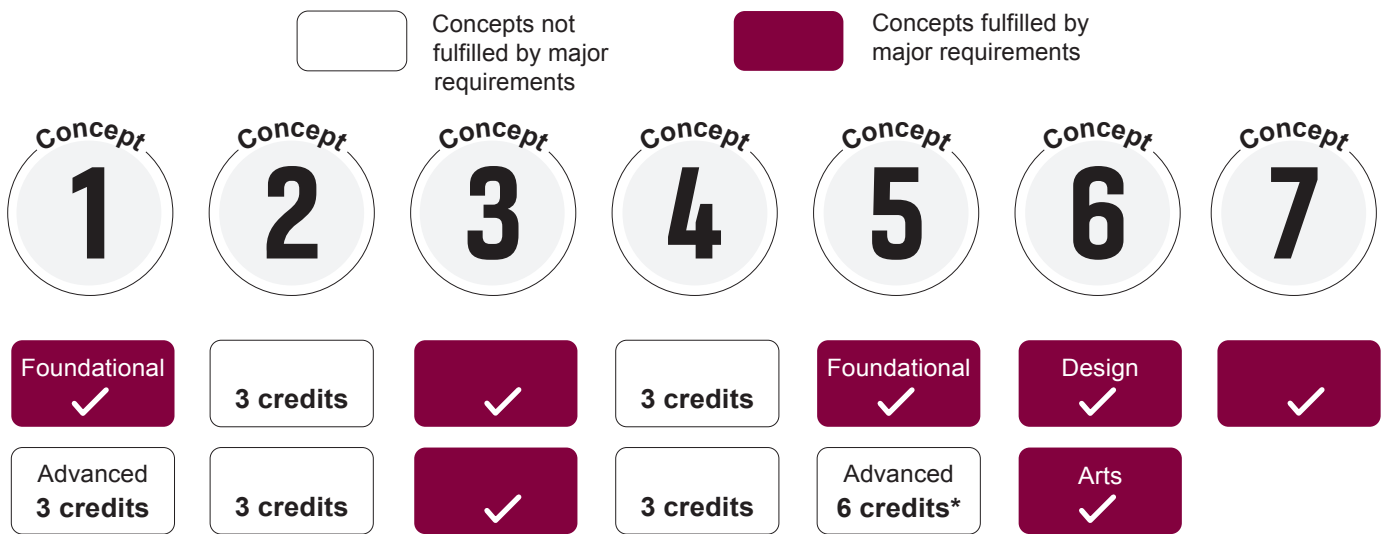 Concepts not
fulfilled by major
requirements
Concepts fulfilled by
major requirements
Concept
1
Concept
2
Concept
3
Concept
4
Concept
5
Concept
6
Concept
7
Foundational
3 credits
3 credits
Foundational
Design
Advanced
3 credits
3 credits
3 credits
Advanced
6 credits*
Arts